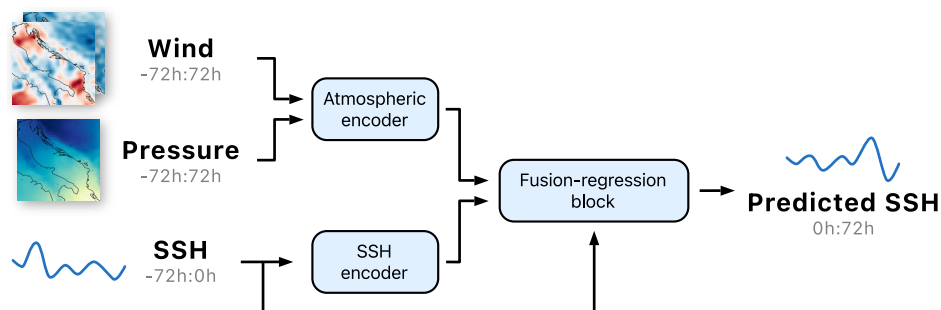 Wind
-72h:72h
Pressure
-72h:72h
SSH
-72h:0h
Atmospheric
encoder
SSH
encoder
Fusion-regression
block
Predicted SSH
0h:72h